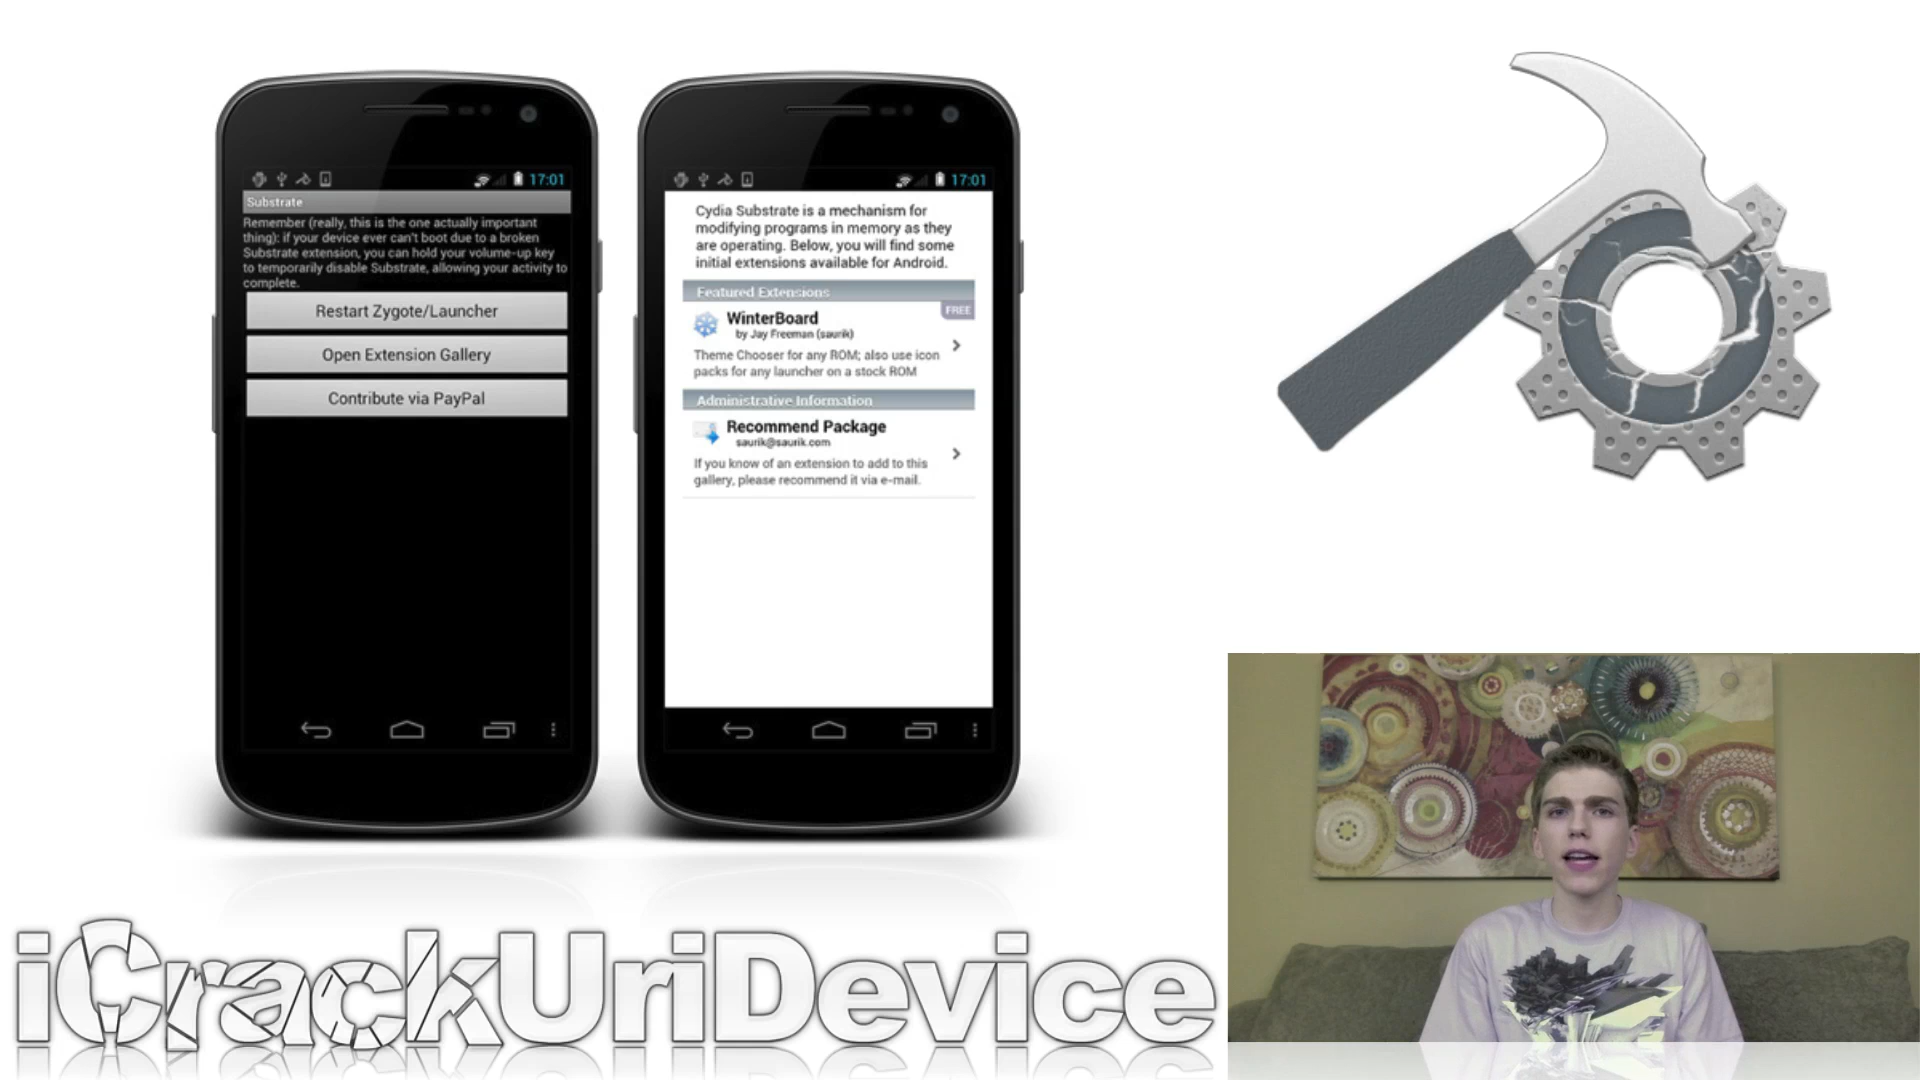 17:01
Substrate
Remember (really, this is the one actually important
thing): if your device ever can't boot due to a broken
Substrate extension, you can hold your volume-up key
to temporarily disable Substrate, allowing your activity to
complete.
Restart Zygote/Launcher
Open Extension Gallery
Contribute via PayPal
17:01
Cydia Substrate is a mechanism for
modifying programs in memory as they
are operating. Below, you will find some
initial extensions available for Android.
Featured Extensions
FREE
WinterBoard
by Jay Freeman (saurik)
Theme Chooser for any ROM; also use icon
packs for any launcher on a stock ROM
Administrative Information
Recommend Package
saurik@saurik.com
If you know of an extension to add to this
gallery, please recommend it via e-mail.
iCrackUriDevice